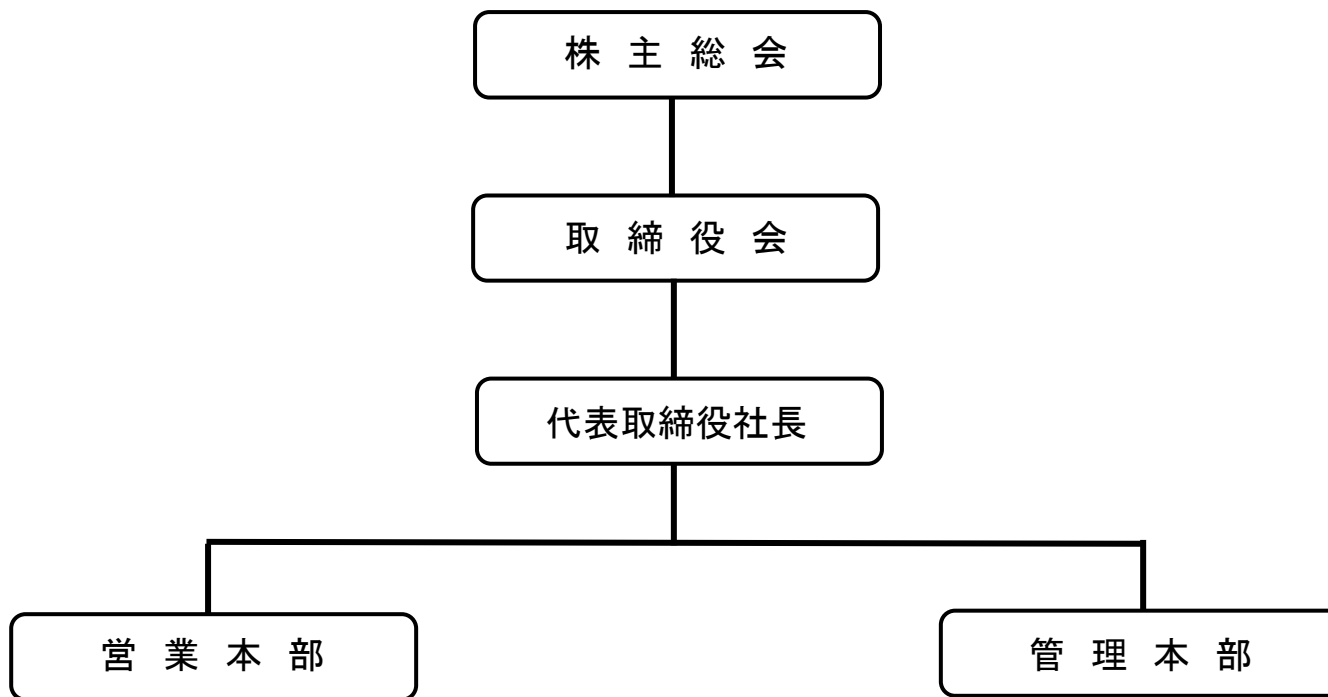 株主総会
取締役会
代表取締役社長
営業本部
管理本部